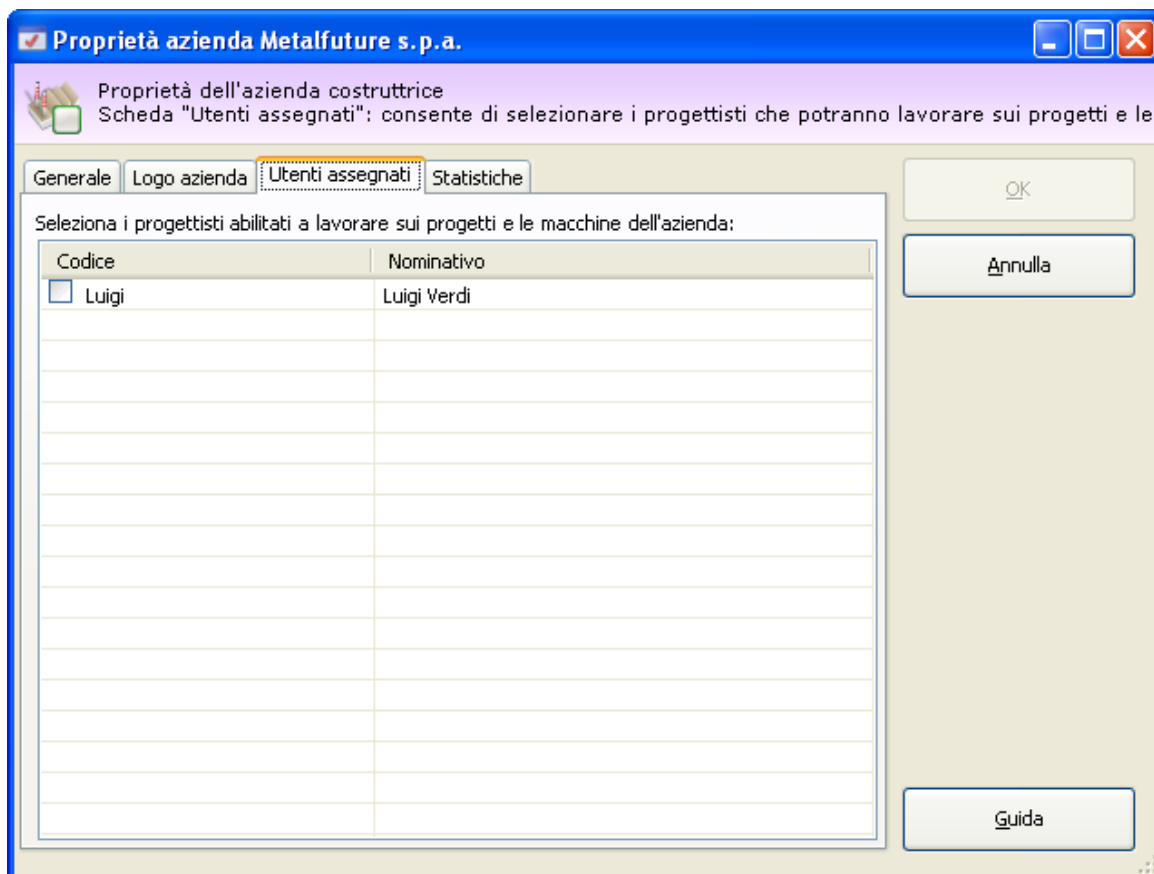 Proprietà azienda Metalfuture s.p.a.
Proprietà dell'azienda costruttrice
Scheda "Utenti assegnati": consente di selezionare i progettisti che potranno lavorare sui progetti e le
Generale Logo azienda Utenti assegnati Statistiche
OK
Seleziona i progettisti abilitati a lavorare sui progetti e le macchine dell'azienda:
Annulla
Codice Nominativo
Luigi Luigi Verdi
Guida